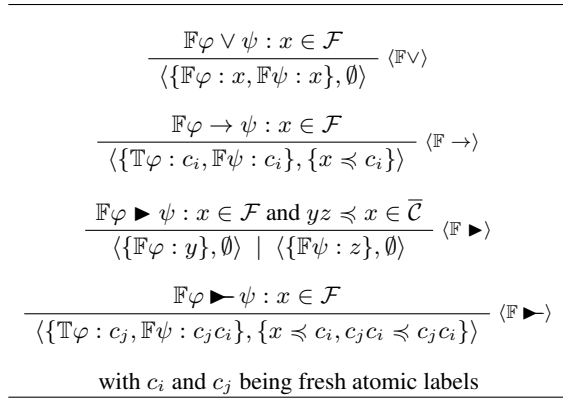 𝔽φ ∨ ψ : x ∈ ℱ
⟨{𝔽φ : x, 𝔽ψ : x}, ∅⟩ ⟨𝔽∨⟩
𝔽φ → ψ : x ∈ ℱ
⟨{𝕋φ : c_i, 𝔽ψ : c_i}, {x ≼ c_i}⟩ ⟨𝔽 →⟩
𝔽φ ► ψ : x ∈ ℱ and yz ≼ x ∈ C̅
⟨{𝔽φ : y}, ∅⟩ | ⟨{𝔽ψ : z}, ∅⟩ ⟨𝔽 ►⟩
𝔽φ ►− ψ : x ∈ ℱ
⟨{𝕋φ : c_j, 𝔽ψ : c_jc_i}, {x ≼ c_i, c_jc_i ≼ c_jc_i}⟩ ⟨𝔽 ►−⟩
with c_i and c_j being fresh atomic labels